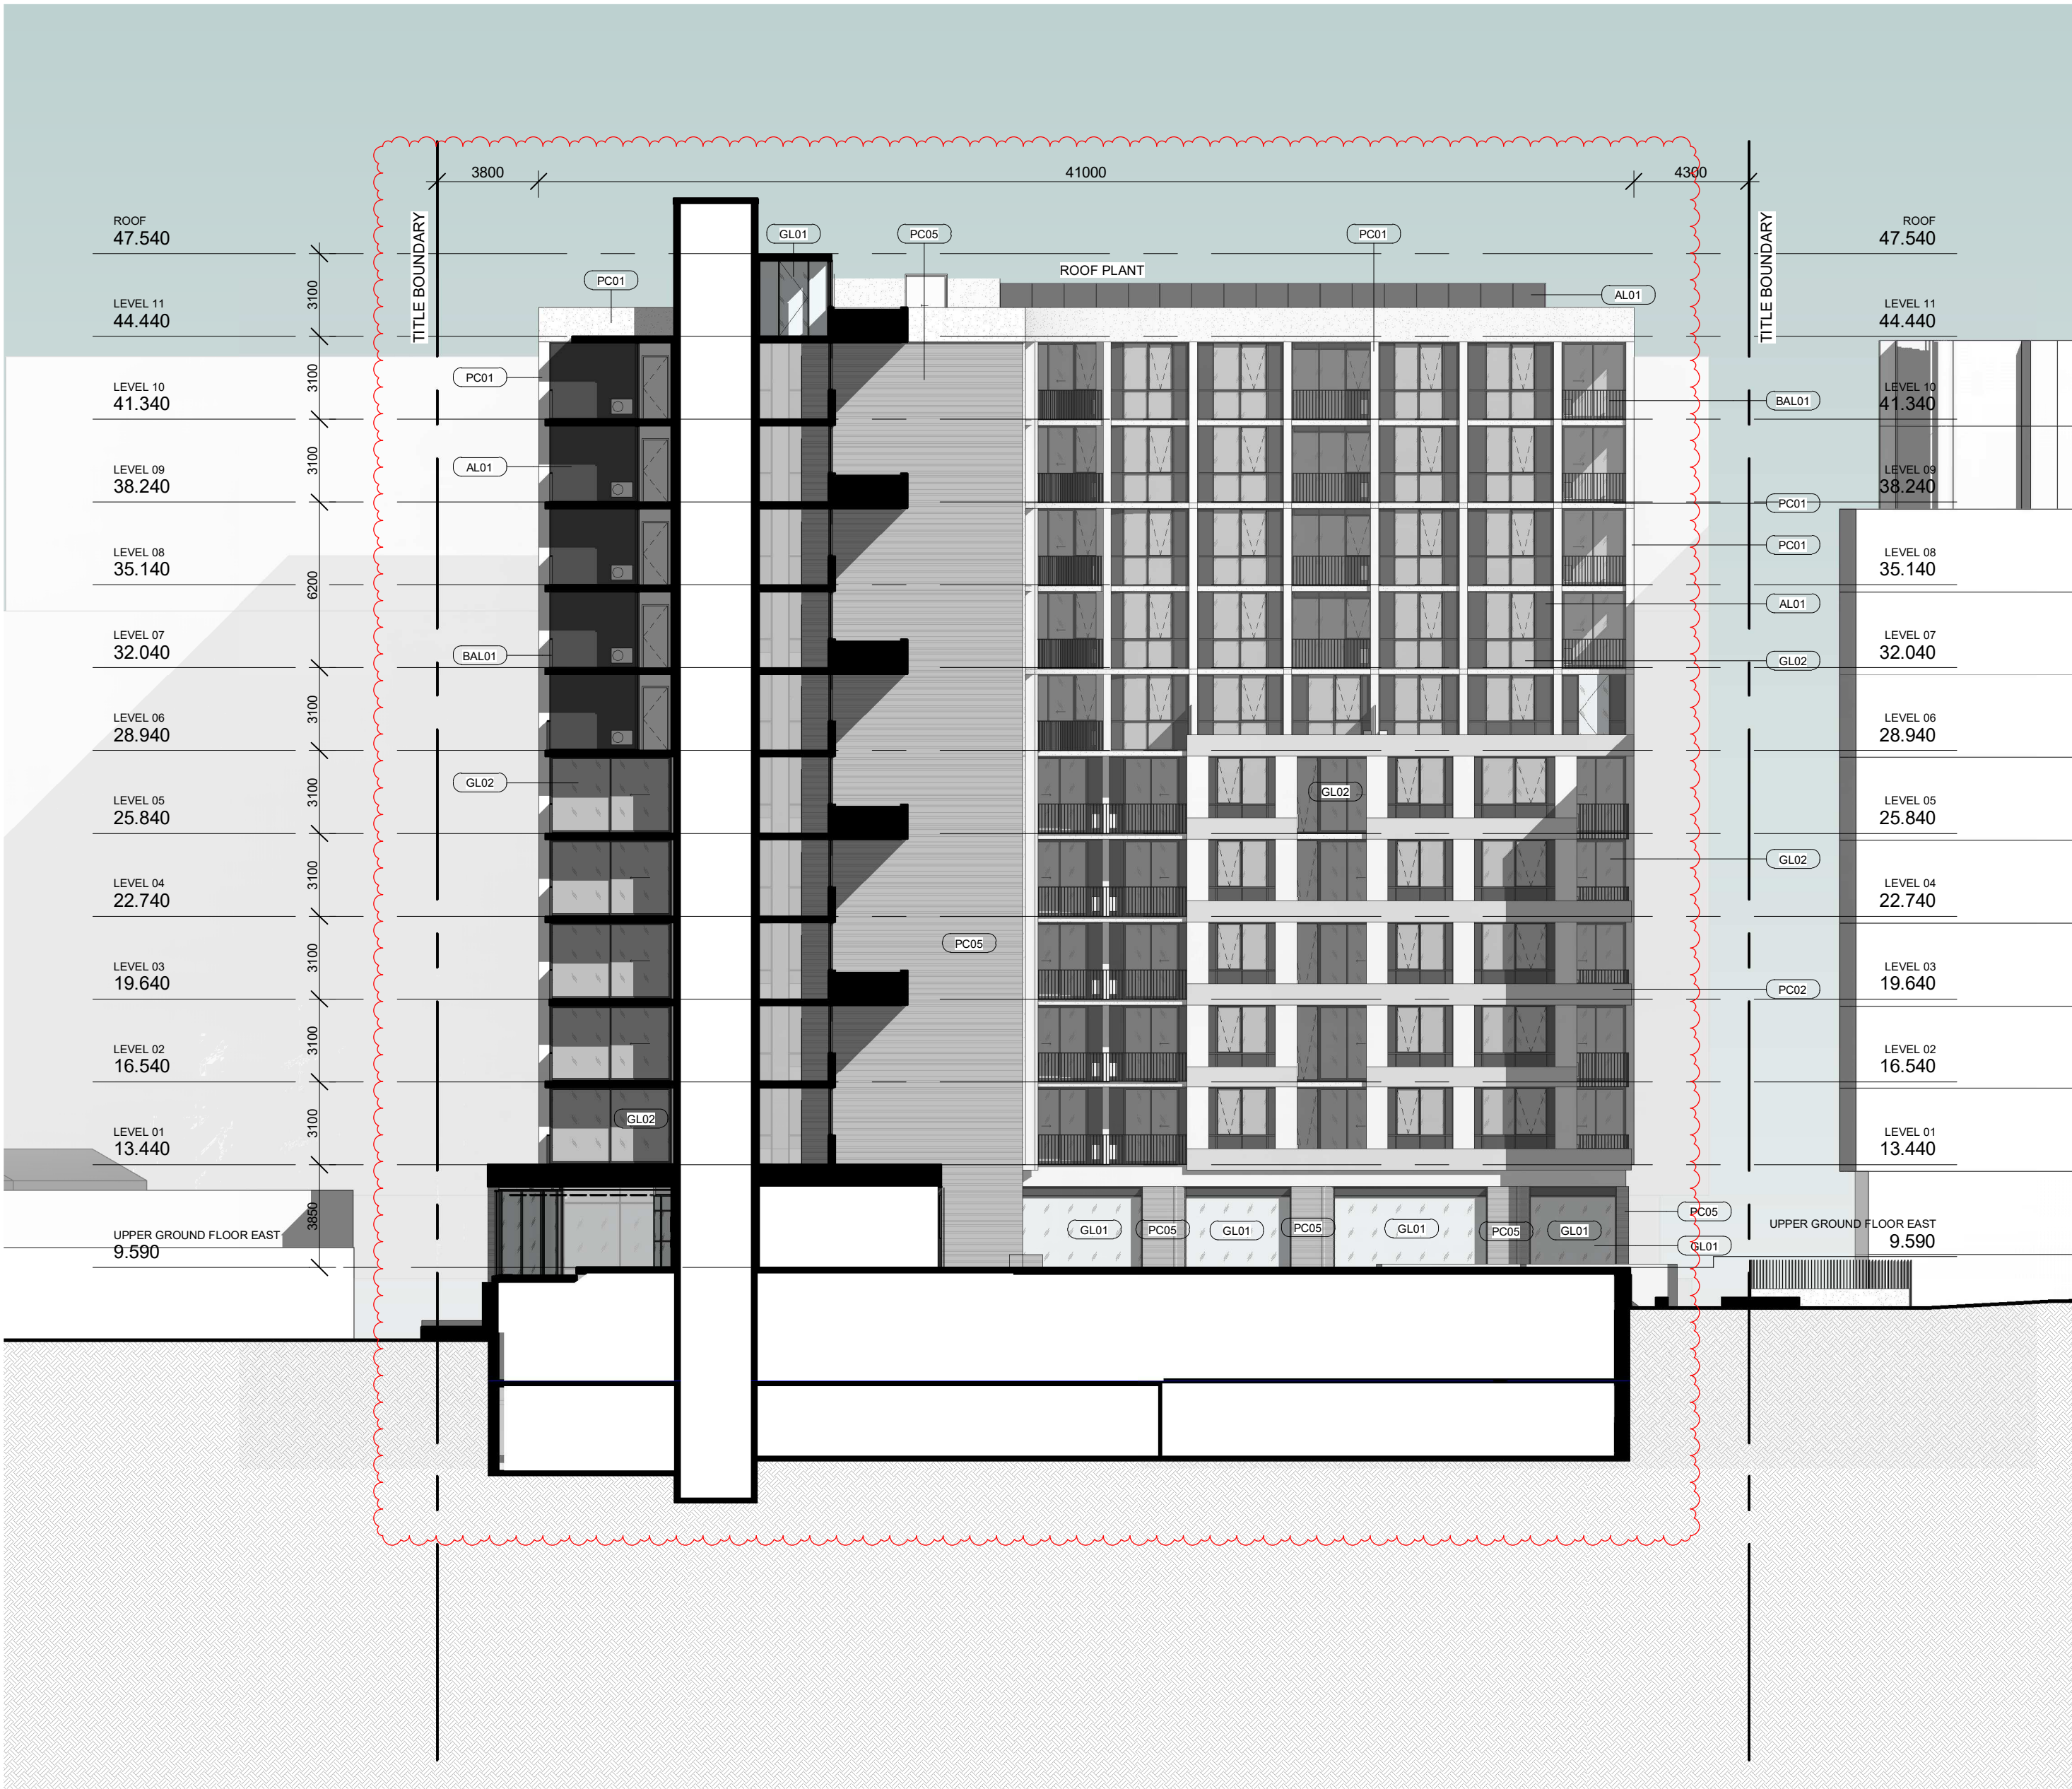 3800
41000
4300
TITLE BOUNDARY
TITLE BOUNDARY
ROOF
47.540
LEVEL 11
44.440
LEVEL 10
41.340
LEVEL 09
38.240
LEVEL 08
35.140
LEVEL 07
32.040
LEVEL 06
28.940
LEVEL 05
25.840
LEVEL 04
22.740
LEVEL 03
19.640
LEVEL 02
16.540
LEVEL 01
13.440
UPPER GROUND FLOOR EAST
9.590
3100
3100
3100
6200
3100
3100
3100
3100
3100
3100
3850
GL01
PC05
PC01
ROOF PLANT
PC01
AL01
PC01
AL01
BAL01
GL02
GL02
PC05
GL02
BAL01
PC01
PC01
AL01
GL02
GL02
PC02
PC05
GL01
GL01
PC05
GL01
PC05
GL01
PC05
GL01
ROOF
47.540
LEVEL 11
44.440
LEVEL 10
41.340
LEVEL 09
38.240
LEVEL 08
35.140
LEVEL 07
32.040
LEVEL 06
28.940
LEVEL 05
25.840
LEVEL 04
22.740
LEVEL 03
19.640
LEVEL 02
16.540
LEVEL 01
13.440
UPPER GROUND FLOOR EAST
9.590